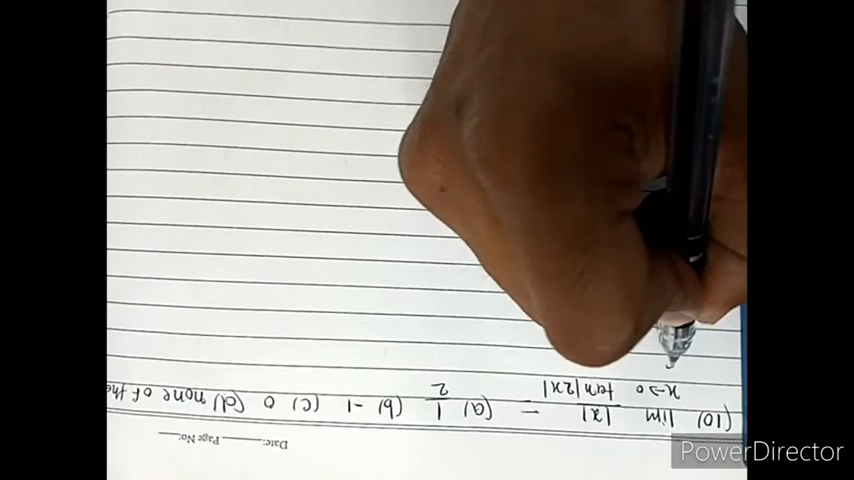 Date: Page No:
(10) lim |x| = (a) 1 (b) -1 (c) 0 (d) none of the
x→0 tan|2x| 2
PowerDirector